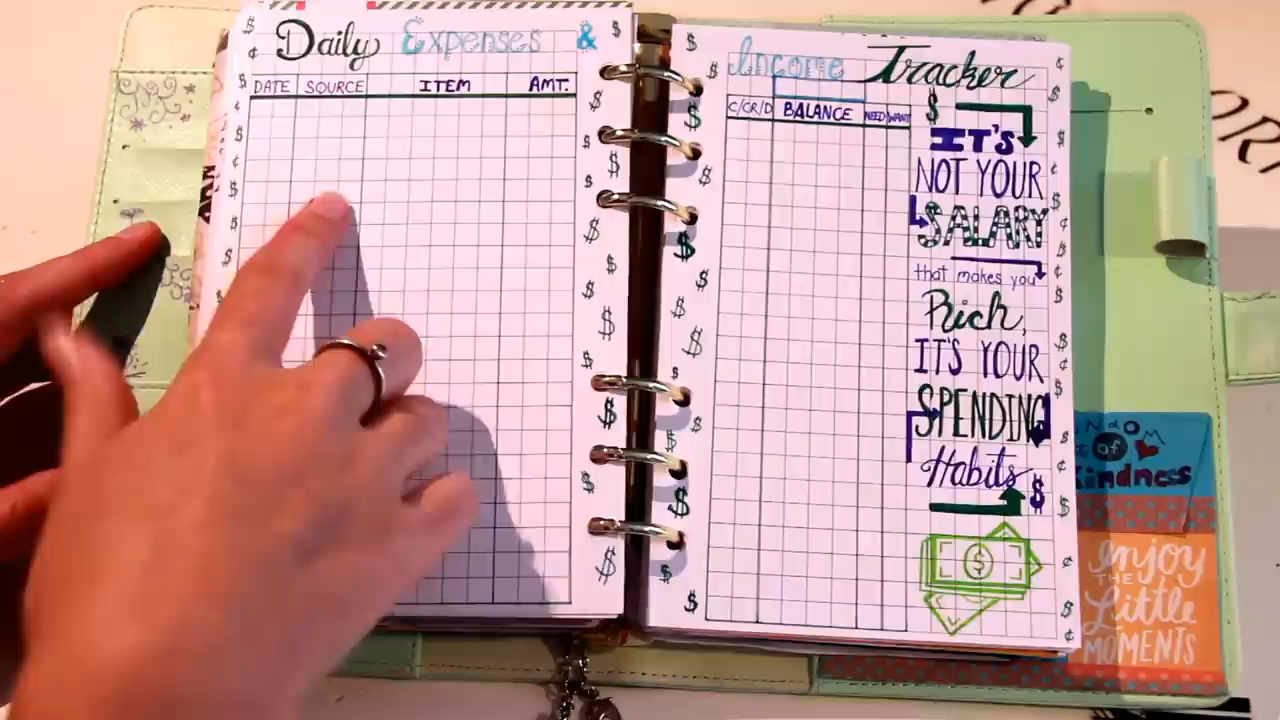 Daily Expenses &
DATE SOURCE ITEM AMT.
Income Tracker
C/CR/D BALANCE NEED WANT
IT'S
NOT YOUR
SALARY
that makes you
Rich,
IT'S YOUR
SPENDING
Habits
of
Kindness
enjoy
THE
Little
MOMENTS